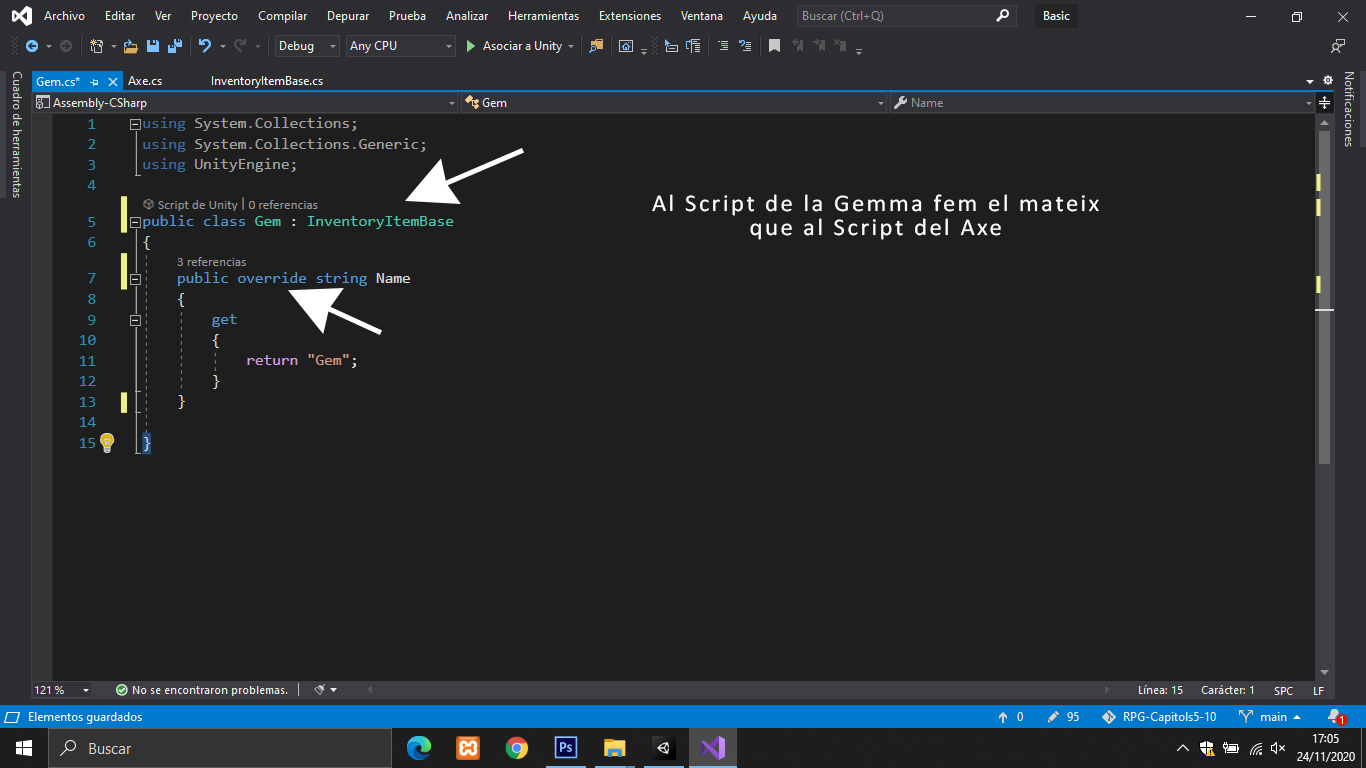 Archivo Editar Ver Proyecto Compilar Depurar Prueba Analizar Herramientas Extensiones Ventana Ayuda Buscar (Ctrl+Q) Basic
Debug Any CPU Asociar a Unity
Gem.cs* Axe.cs InventoryItemBase.cs
Assembly-CSharp Gem Name
Cuadro de herramientas
Notificaciones
1 using System.Collections;
2 using System.Collections.Generic;
3 using UnityEngine;
4
Script de Unity | 0 referencias
5 public class Gem : InventoryItemBase
6 {
3 referencias
7 public override string Name
8 {
9 get
10 {
11 return "Gem";
12 }
13 }
14
15 }
Al Script de la Gemma fem el mateix
que al Script del Axe
121 % No se encontraron problemas. Línea: 15 Carácter: 1 SPC LF
Elementos guardados 0 95 RPG-Capitols5-10 main 1
Buscar Ps 17:05
24/11/2020